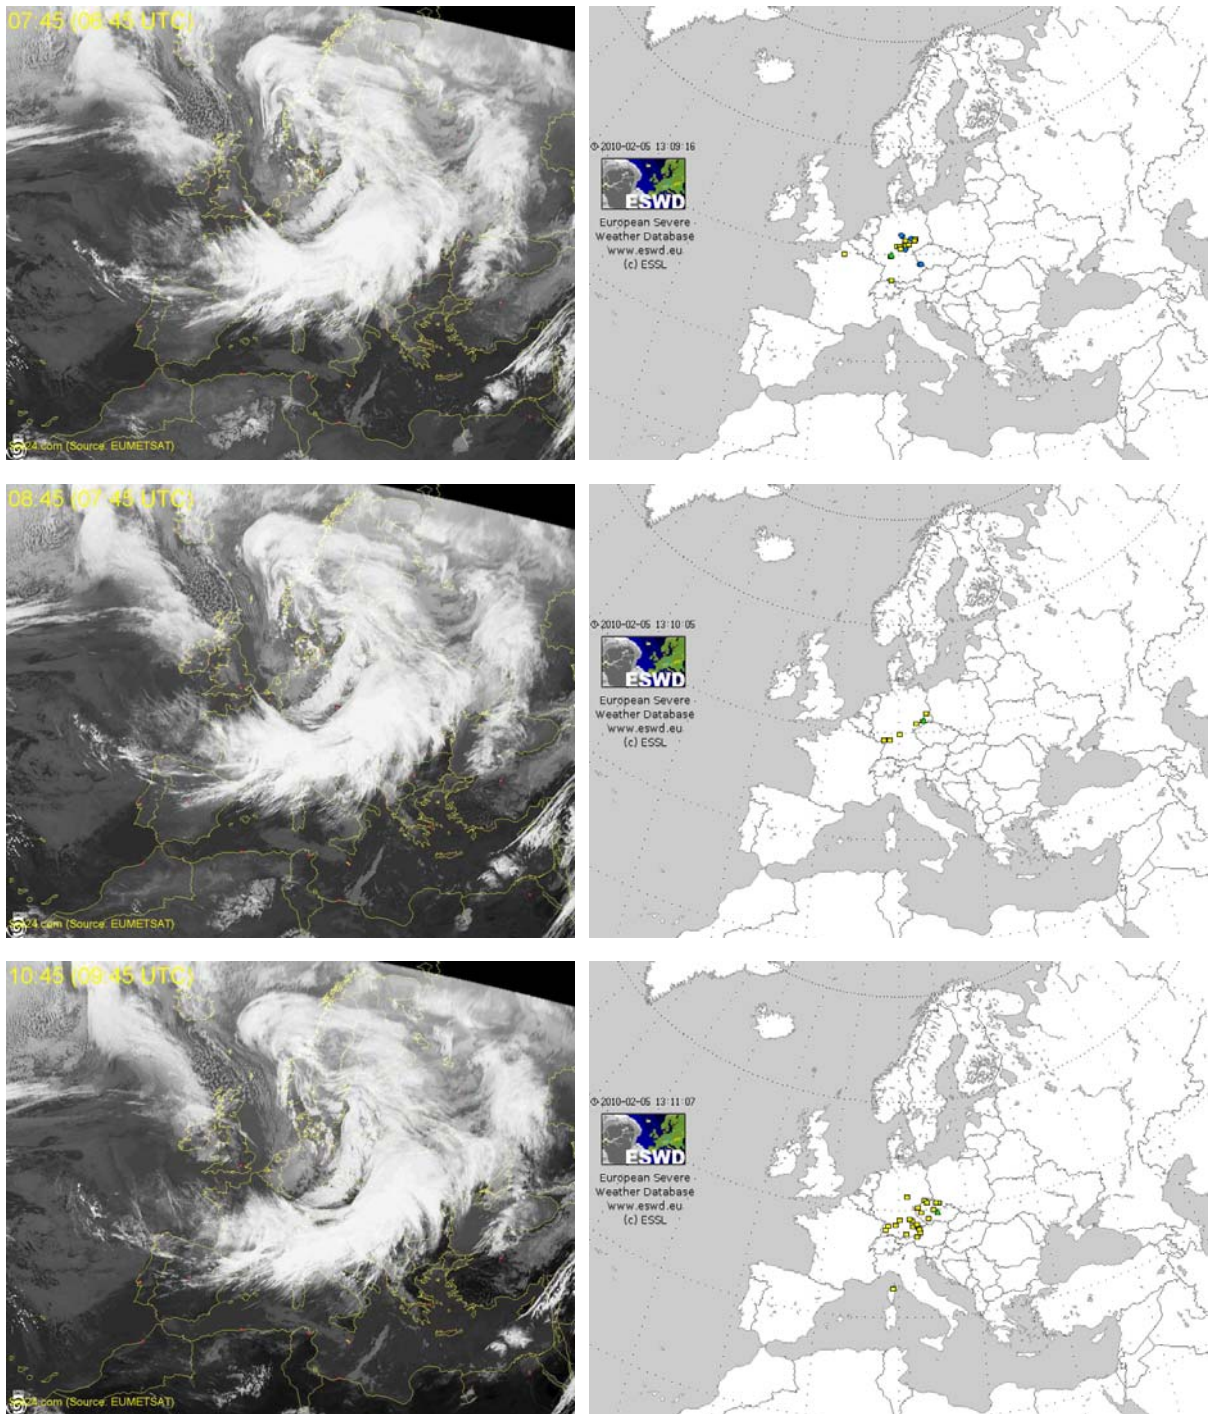 07:45 (06:45 UTC)
24.com (Source: EUMETSAT)
2010-02-05 13:09:16
ESWD
European Severe
Weather Database
www.eswd.eu
(c) ESSL
08:45 (07:45 UTC)
24.com (Source: EUMETSAT)
2010-02-05 13:10:05
ESWD
European Severe
Weather Database
www.eswd.eu
(c) ESSL
10:45 (09:45 UTC)
24.com (Source: EUMETSAT)
2010-02-05 13:11:07
ESWD
European Severe
Weather Database
www.eswd.eu
(c) ESSL